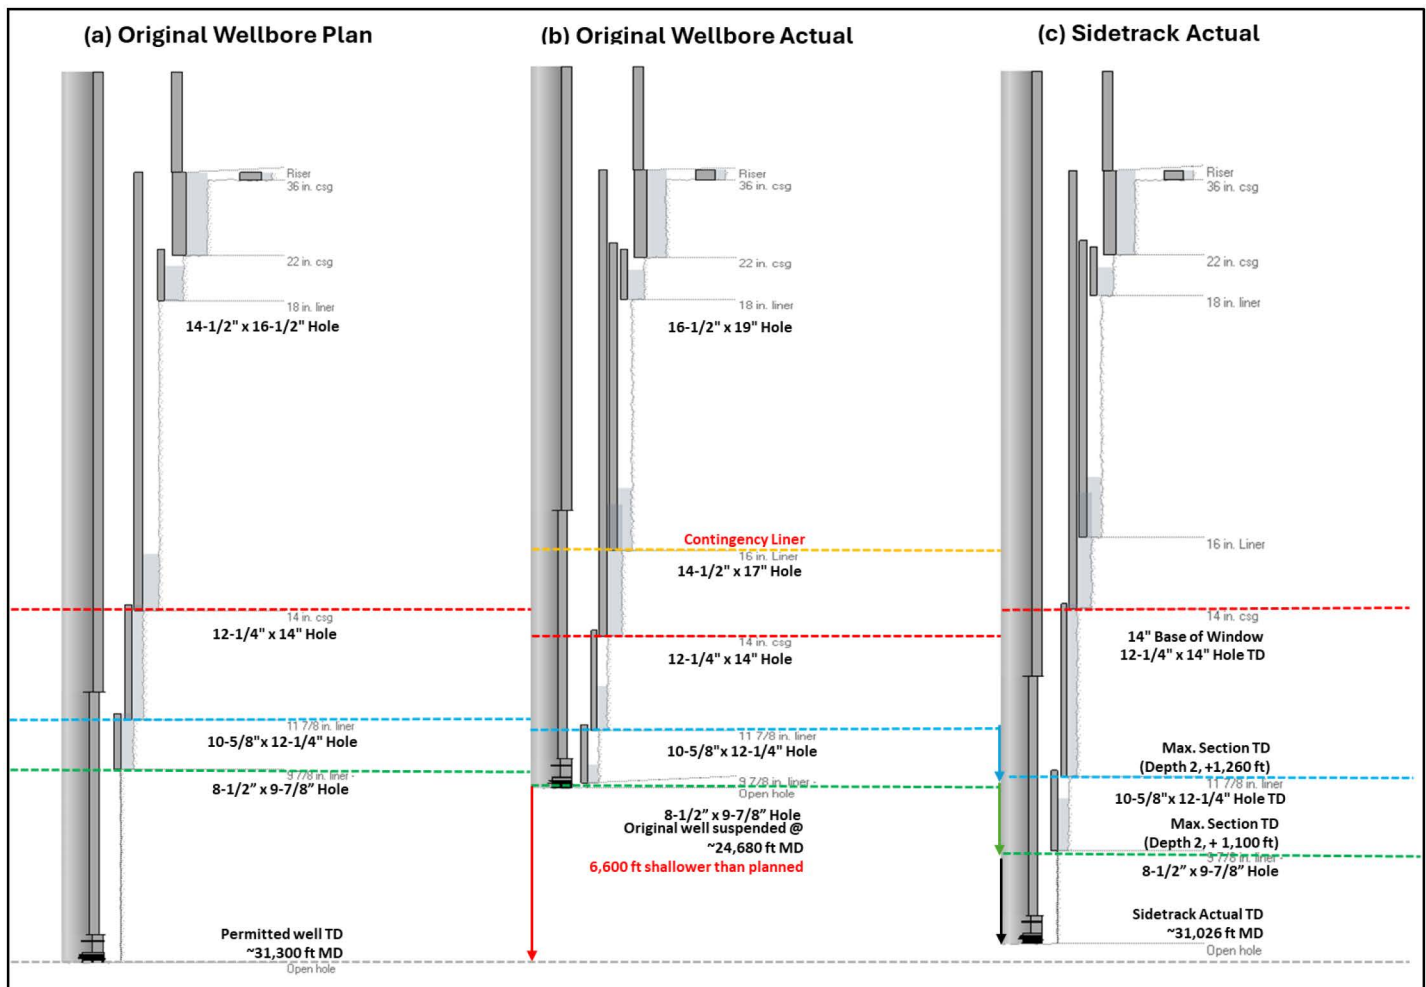 (a) Original Wellbore Plan
Riser
36 in. csg
22 in. csg
18 in. liner
14-1/2" x 16-1/2" Hole
14 in. csg
12-1/4" x 14" Hole
11 7/8 in. liner
10-5/8"x 12-1/4" Hole
9 7/8 in. liner -
8-1/2” x 9-7/8” Hole
Permitted well TD
~31,300 ft MD
Open hole
(b) Original Wellbore Actual
Riser
36 in. csg
22 in. csg
18 in. liner
16-1/2" x 19" Hole
Contingency Liner
16 in. Liner
14-1/2" x 17" Hole
14 in. csg
12-1/4" x 14" Hole
11 7/8 in. liner
10-5/8"x 12-1/4" Hole
9 7/8 in. liner -
Open hole
8-1/2” x 9-7/8” Hole
Original well suspended @
~24,680 ft MD
6,600 ft shallower than planned
(c) Sidetrack Actual
Riser
36 in. csg
22 in. csg
18 in. liner
16 in. Liner
14 in. csg
14" Base of Window
12-1/4" x 14" Hole TD
Max. Section TD
(Depth 2, +1,260 ft)
11 7/8 in. liner
10-5/8"x 12-1/4" Hole TD
Max. Section TD
(Depth 2, + 1,100 ft)
9 7/8 in. liner -
8-1/2” x 9-7/8” Hole
Sidetrack Actual TD
~31,026 ft MD
Open hole